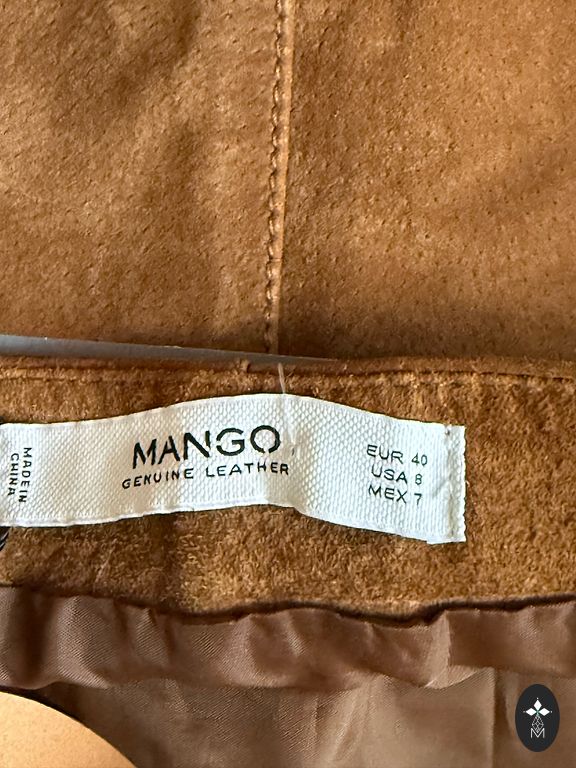 MADE IN
CHINA
MANGO
GENUINE LEATHER
EUR 40
USA 8
MEX 7
M